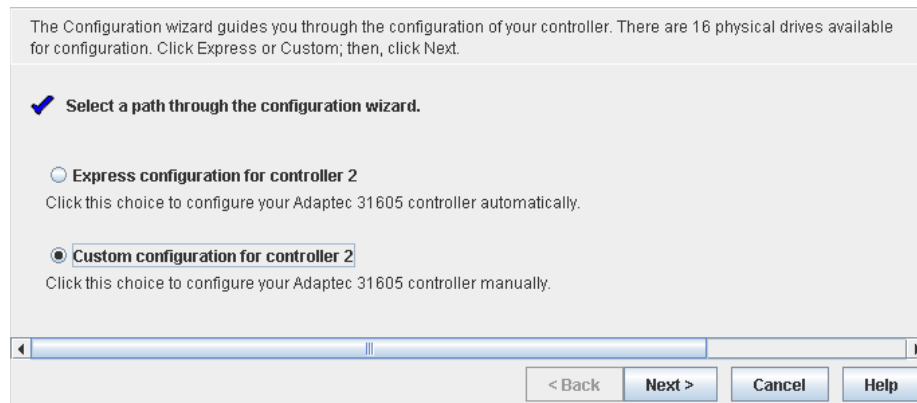 The Configuration wizard guides you through the configuration of your controller. There are 16 physical drives available
for configuration. Click Express or Custom; then, click Next.
Select a path through the configuration wizard.
Express configuration for controller 2
Click this choice to configure your Adaptec 31605 controller automatically.
Custom configuration for controller 2
Click this choice to configure your Adaptec 31605 controller manually.
< Back Next > Cancel Help